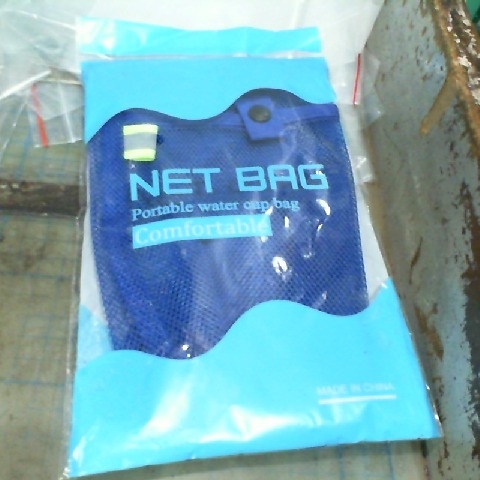 NET BAG
Portable water cup bag
Comfortable
MADE IN CHINA